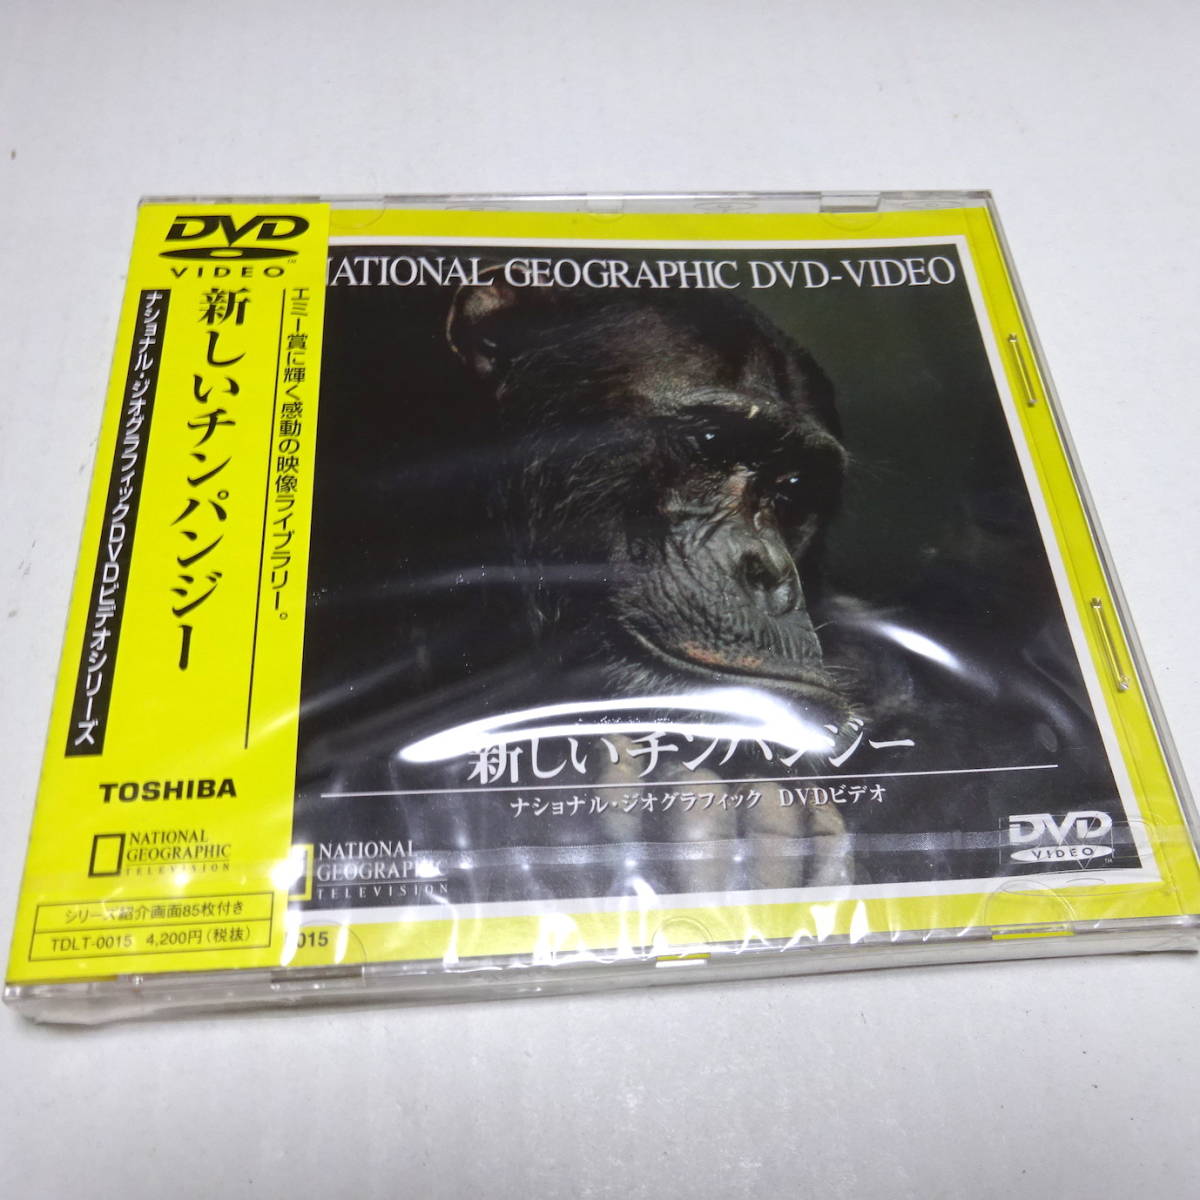 DVD
VIDEO
新しいチンパンジー
エミー賞に輝く感動の映像ライブラリー。
ナショナル・ジオグラフィックDVDビデオシリーズ
TOSHIBA
NATIONAL
GEOGRAPHIC
TELEVISION
シリーズ紹介画面85枚付き
TDLT-0015 4,200円(税抜)
NATIONAL GEOGRAPHIC DVD-VIDEO
新しいチンパンジー
ナショナル・ジオグラフィック DVDビデオ
NATIONAL
GEOGRAPHIC
TELEVISION
DVD
VIDEO
0015